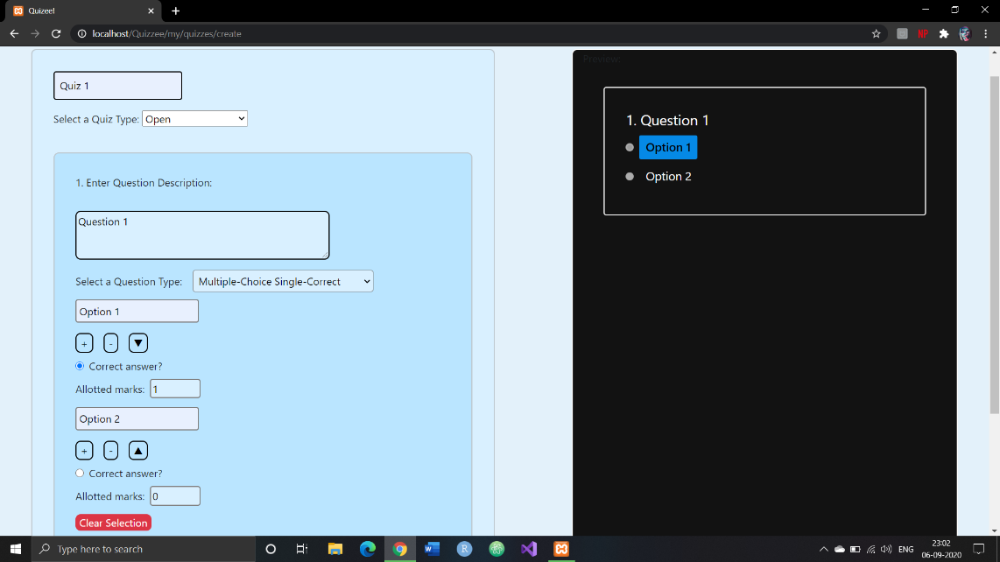 Quizee!
localhost/Quizzee/my/quizzes/create
NP
Quiz 1
Select a Quiz Type: Open
1. Enter Question Description:
Question 1
Select a Question Type: Multiple-Choice Single-Correct
Option 1
+ - ▼
Correct answer?
Allotted marks: 1
Option 2
+ - ▲
Correct answer?
Allotted marks: 0
Clear Selection
Preview:
1. Question 1
Option 1
Option 2
Type here to search
W
R
ENG
23:02
06-09-2020